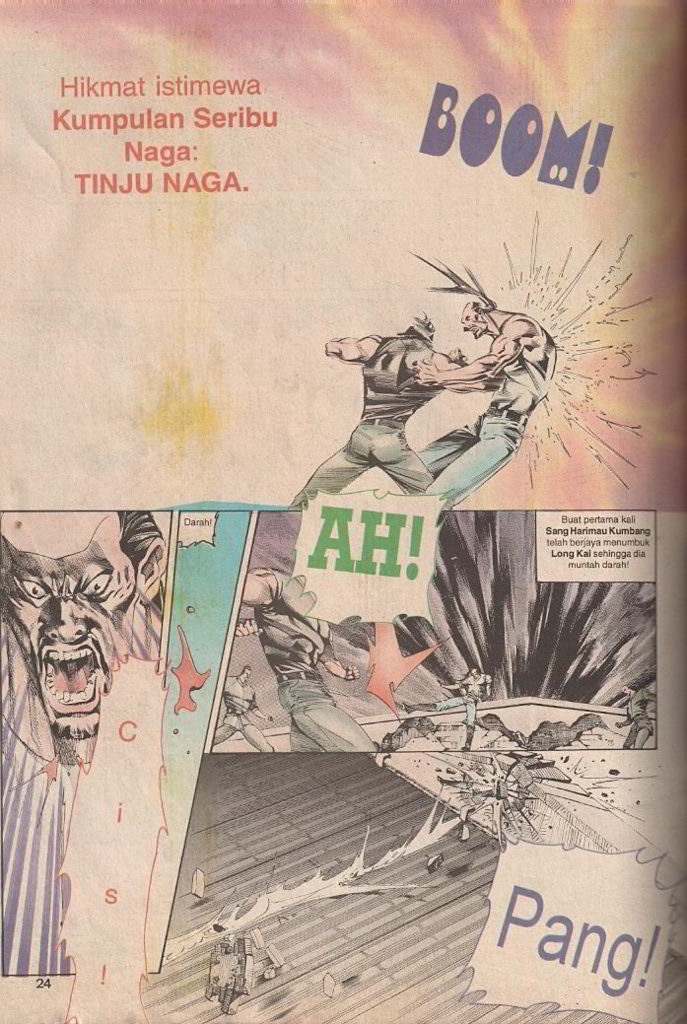 Hikmat istimewa
Kumpulan Seribu
Naga:
TINJU NAGA.
BOOM!
Darah!
AH!
Buat pertama kali
Sang Harimau Kumbang
telah berjaya menumbuk
Long Kai sehingga dia
muntah darah!
Cis!
Pang!
24